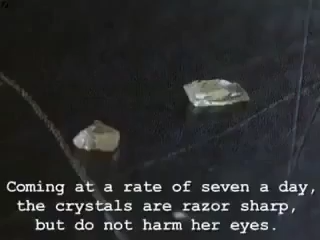 Coming at a rate of seven a day,
the crystals are razor sharp,
but do not harm her eyes.